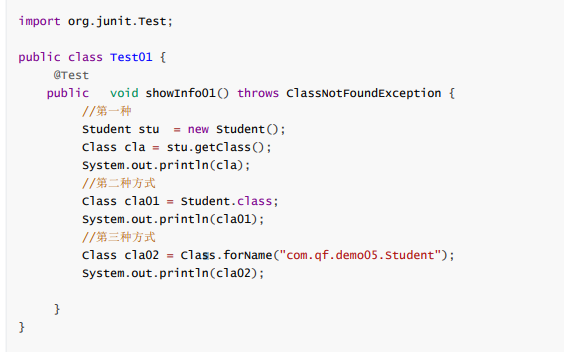 import org.junit.Test;
public class Test01 {
@Test
public void showInfo01() throws ClassNotFoundException {
//第一种
Student stu = new Student();
Class cla = stu.getClass();
System.out.println(cla);
//第二种方式
Class cla01 = Student.class;
System.out.println(cla01);
//第三种方式
Class cla02 = Class.forName("com.qf.demo05.Student");
System.out.println(cla02);
}
}